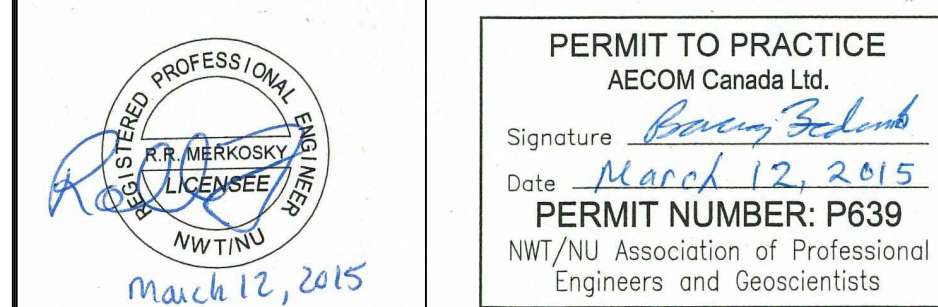 REGISTERED PROFESSIONAL ENGINEER
R.R. MERKOSKY
LICENSEE
NWT/NU
March 12, 2015
PERMIT TO PRACTICE
AECOM Canada Ltd.
Signature
Date March 12, 2015
PERMIT NUMBER: P639
NWT/NU Association of Professional
Engineers and Geoscientists